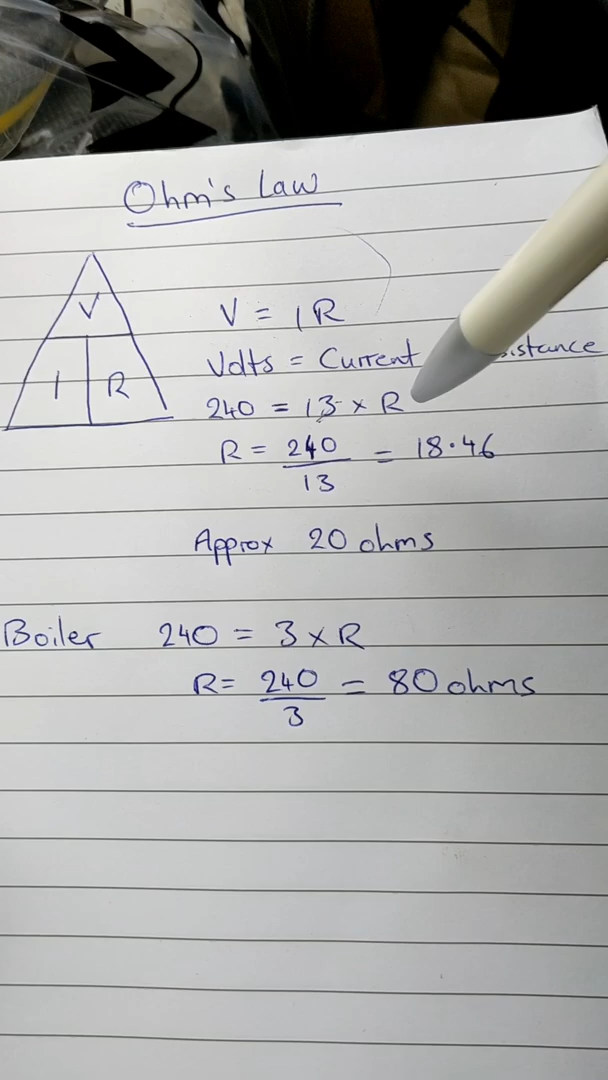 Ohm's Law
V
I R
V = IR
Volts = Current
240 = 13 × R
R = 240/13 = 18.46
Approx 20 ohms
Boiler 240 = 3 × R
R = 240/3 = 80 ohms